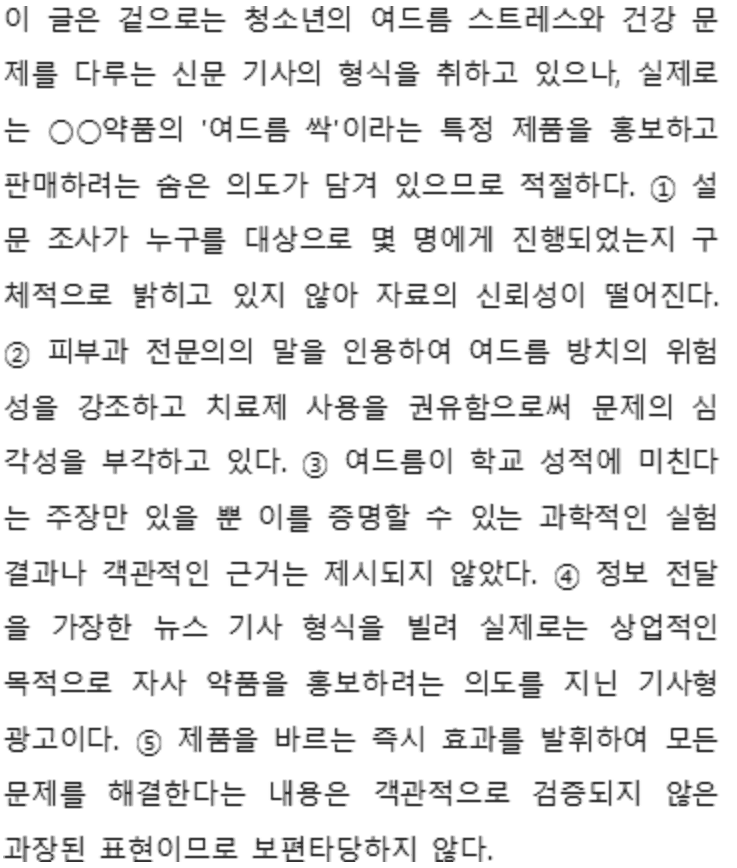 이 글은 겉으로는 청소년의 여드름 스트레스와 건강 문
제를 다루는 신문 기사의 형식을 취하고 있으나, 실제로
는 ○○약품의 '여드름 싹'이라는 특정 제품을 홍보하고
판매하려는 숨은 의도가 담겨 있으므로 적절하다. ① 설
문 조사가 누구를 대상으로 몇 명에게 진행되었는지 구
체적으로 밝히고 있지 않아 자료의 신뢰성이 떨어진다.
② 피부과 전문의의 말을 인용하여 여드름 방치의 위험
성을 강조하고 치료제 사용을 권유함으로써 문제의 심
각성을 부각하고 있다. ③ 여드름이 학교 성적에 미친다
는 주장만 있을 뿐 이를 증명할 수 있는 과학적인 실험
결과나 객관적인 근거는 제시되지 않았다. ④ 정보 전달
을 가장한 뉴스 기사 형식을 빌려 실제로는 상업적인
목적으로 자사 약품을 홍보하려는 의도를 지닌 기사형
광고이다. ⑤ 제품을 바르는 즉시 효과를 발휘하여 모든
문제를 해결한다는 내용은 객관적으로 검증되지 않은
과장된 표현이므로 보편타당하지 않다.